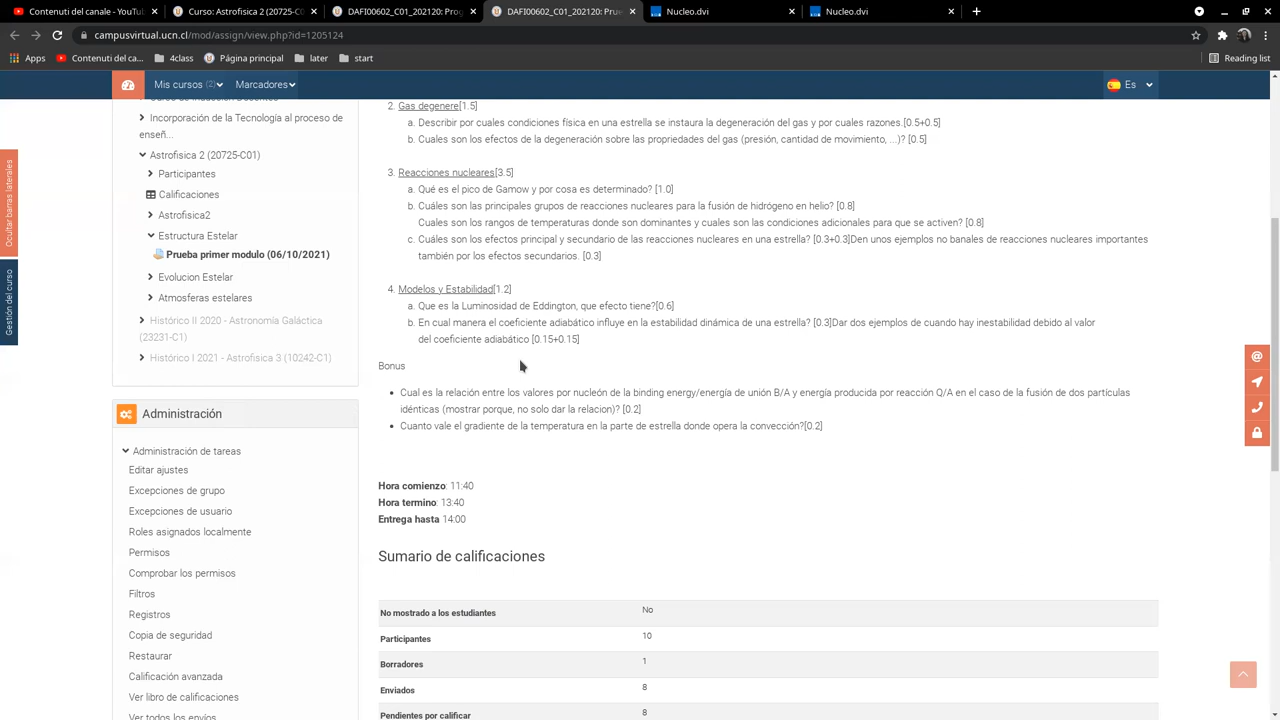 Contenidos del canale - YouTub
Curso: Astrofisica 2 (20725-C0
DAFI00602_C01_202120: Prog
DAFI00602_C01_202120: Prue
Nucleo.dvi
Nucleo.dvi
campusvirtual.ucn.cl/mod/assign/view.php?id=1205124
Apps
Contenuti del ca...
4class
Página principal
later
start
Reading list
Mis cursos (2)
Marcadores
Es
Ocultar barras laterales
Gestión del curso
Incorporación de la Tecnología al proceso de
enseñ...
Astrofisica 2 (20725-C01)
Participantes
Calificaciones
Astrofisica2
Estructura Estelar
Prueba primer modulo (06/10/2021)
Evolucion Estelar
Atmosferas estelares
Histórico II 2020 - Astronomía Galáctica
(23231-C1)
Histórico I 2021 - Astrofisica 3 (10242-C1)
Administración
Administración de tareas
Editar ajustes
Excepciones de grupo
Excepciones de usuario
Roles asignados localmente
Permisos
Comprobar los permisos
Filtros
Registros
Copia de seguridad
Restaurar
Calificación avanzada
Ver libro de calificaciones
Ver todos los envíos
2. Gas degenere[1.5]
a. Describir por cuales condiciones física en una estrella se instaura la degeneración del gas y por cuales razones.[0.5+0.5]
b. Cuales son los efectos de la degeneración sobre las propiedades del gas (presión, cantidad de movimiento, ...)? [0.5]
3. Reacciones nucleares[3.5]
a. Qué es el pico de Gamow y por cosa es determinado? [1.0]
b. Cuáles son las principales grupos de reacciones nucleares para la fusión de hidrógeno en helio? [0.8]
Cuales son los rangos de temperaturas donde son dominantes y cuales son las condiciones adicionales para que se activen? [0.8]
c. Cuáles son los efectos principal y secundario de las reacciones nucleares en una estrella? [0.3+0.3]Den unos ejemplos no banales de reacciones nucleares importantes
también por los efectos secundarios. [0.3]
4. Modelos y Estabilidad[1.2]
a. Que es la Luminosidad de Eddington, que efecto tiene?[0.6]
b. En cual manera el coeficiente adiabático influye en la estabilidad dinámica de una estrella? [0.3]Dar dos ejemplos de cuando hay inestabilidad debido al valor
del coeficiente adiabático [0.15+0.15]
Bonus
• Cual es la relación entre los valores por nucleón de la binding energy/energía de unión B/A y energía producida por reacción Q/A en el caso de la fusión de dos partículas
idénticas (mostrar porque, no solo dar la relacion)? [0.2]
• Cuanto vale el gradiente de la temperatura en la parte de estrella donde opera la convección?[0.2]
Hora comienzo: 11:40
Hora termino: 13:40
Entrega hasta 14:00
Sumario de calificaciones
No mostrado a los estudiantes No
Participantes 10
Borradores 1
Enviados 8
Pendientes por calificar 8